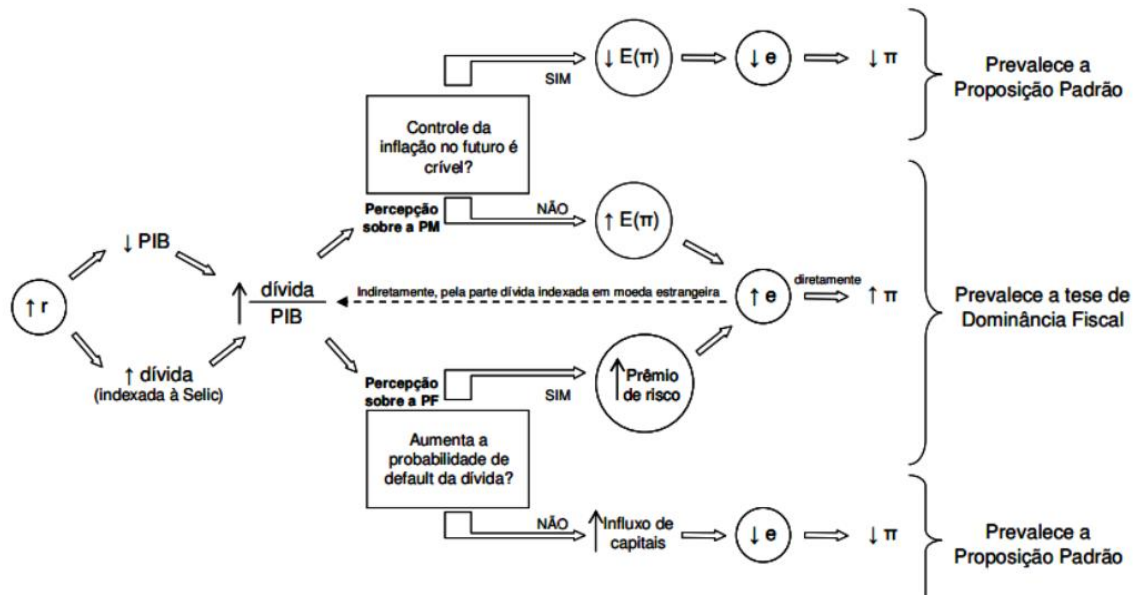 ↓ E(π)
↓ e
↓ π
SIM
Prevalece a
Proposição Padrão
Controle da
inflação no futuro é
crível?
NÃO
Percepção
sobre a PM
↑ E(π)
↓ PIB
↑ r
↑ dívida
PIB
Indiretamente, pela parte dívida indexada em moeda estrangeira
↑ e
diretamente
↑ π
Prevalece a tese de
Dominância Fiscal
↑ dívida
(indexada à Selic)
Percepção
sobre a PF
SIM
↑ Prêmio
de risco
Aumenta a
probabilidade de
default da dívida?
NÃO
↑ Influxo de
capitais
↓ e
↓ π
Prevalece a
Proposição Padrão